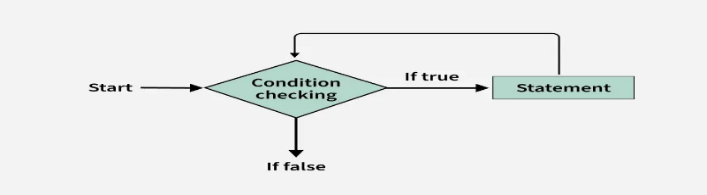 Start
Condition
checking
If true
Statement
If false